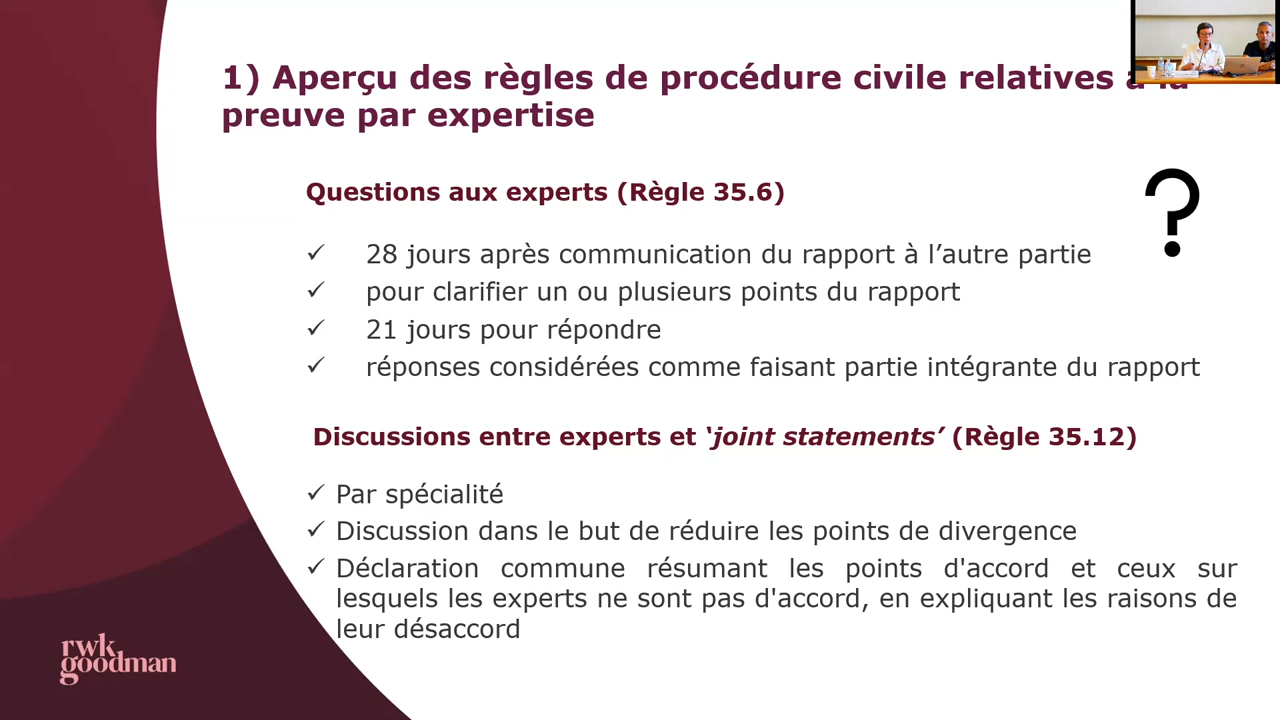 1) Aperçu des règles de procédure civile relatives à la
preuve par expertise
Questions aux experts (Règle 35.6)
?
✓ 28 jours après communication du rapport à l’autre partie
✓ pour clarifier un ou plusieurs points du rapport
✓ 21 jours pour répondre
✓ réponses considérées comme faisant partie intégrante du rapport
Discussions entre experts et ‘joint statements’ (Règle 35.12)
✓ Par spécialité
✓ Discussion dans le but de réduire les points de divergence
✓ Déclaration commune résumant les points d'accord et ceux sur
lesquels les experts ne sont pas d'accord, en expliquant les raisons de
leur désaccord
rwk
goodman